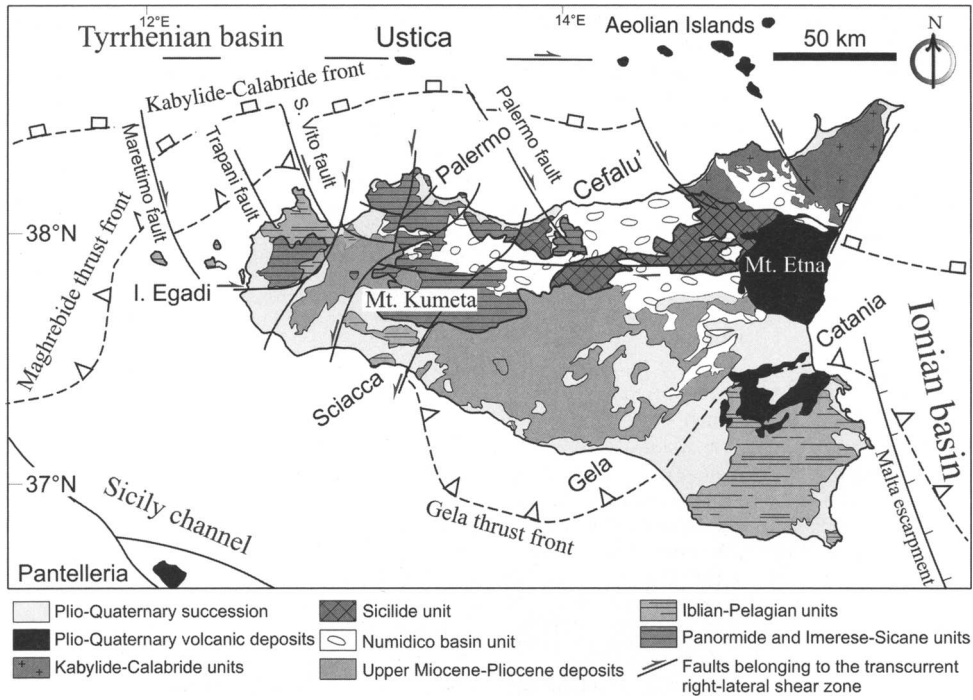 12°E
14°E
Tyrrhenian basin
Ustica
Aeolian Islands
50 km
N
Kabylide-Calabride front
Marettimo fault
Trapani fault
S. Vito fault
Palermo
Palermo fault
Cefalu'
38°N
I. Egadi
Mt. Kumeta
Mt. Etna
Maghrebide thrust front
Sciacca
Catania
Ionian basin
Gela
Gela thrust front
Malta escarpment
37°N
Sicily channel
Pantelleria
Plio-Quaternary succession
Plio-Quaternary volcanic deposits
Kabylide-Calabride units
Sicilide unit
Numidico basin unit
Upper Miocene-Pliocene deposits
Iblian-Pelagian units
Panormide and Imerese-Sicane units
Faults belonging to the transcurrent
right-lateral shear zone